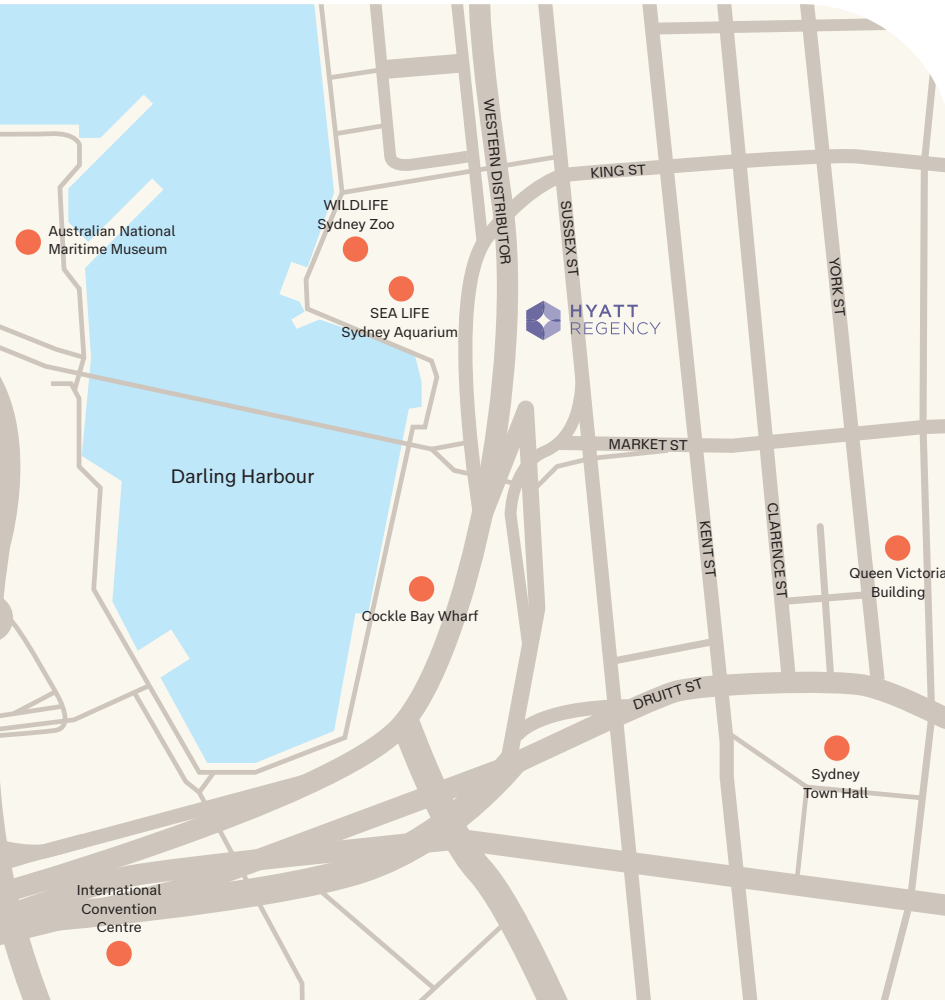 WESTERN DISTRIBUTOR
KING ST
WILDLIFE
Sydney Zoo
SUSSEX ST
Australian National
Maritime Museum
YORK ST
SEA LIFE
Sydney Aquarium
HYATT
REGENCY
MARKET ST
Darling Harbour
KENT ST
CLARENCE ST
Queen Victoria
Building
Cockle Bay Wharf
DRUITT ST
Sydney
Town Hall
International
Convention
Centre